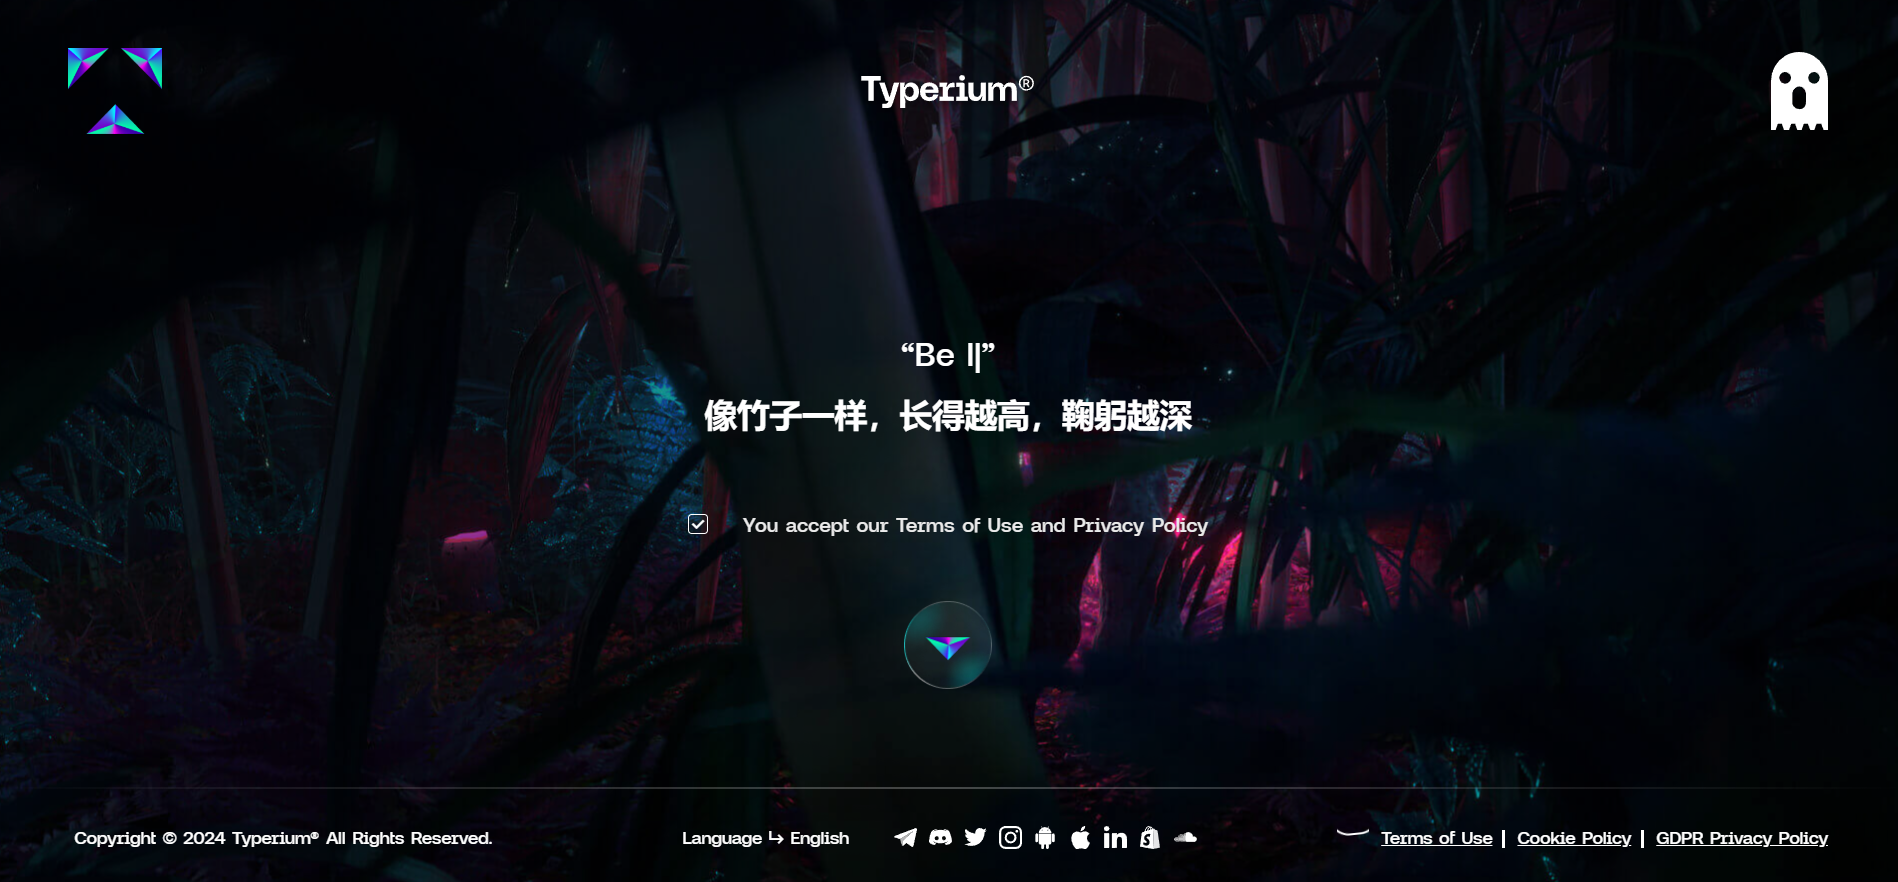 Typerium®
“Be l|”
像竹子一样，长得越高，鞠躬越深
You accept our Terms of Use and Privacy Policy
Copyright © 2024 Typerium® All Rights Reserved.
Language ↪ English
Terms of Use | Cookie Policy | GDPR Privacy Policy